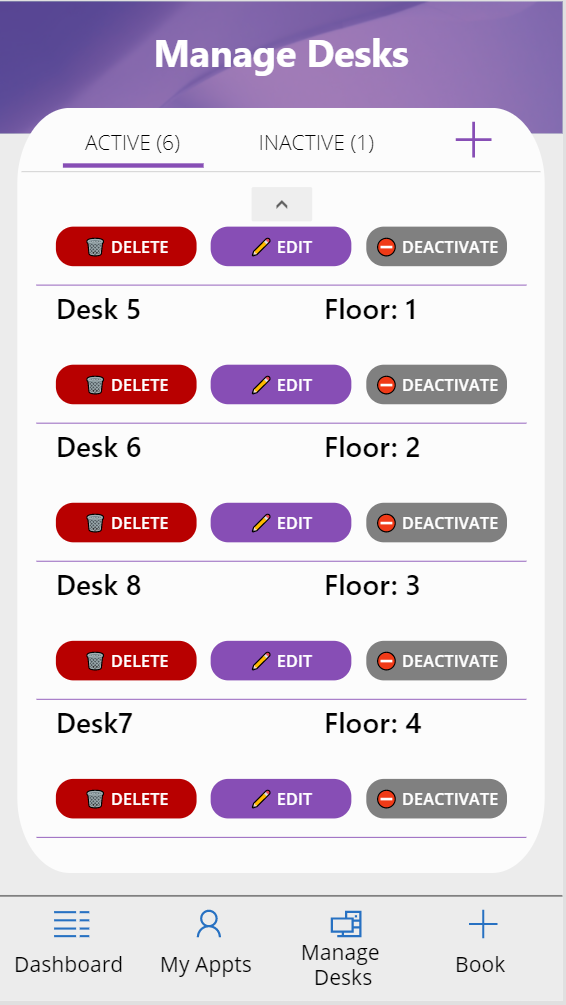 Manage Desks
ACTIVE (6) INACTIVE (1)
DELETE EDIT DEACTIVATE
Desk 5 Floor: 1
DELETE EDIT DEACTIVATE
Desk 6 Floor: 2
DELETE EDIT DEACTIVATE
Desk 8 Floor: 3
DELETE EDIT DEACTIVATE
Desk7 Floor: 4
DELETE EDIT DEACTIVATE
Dashboard My Appts Manage Desks Book